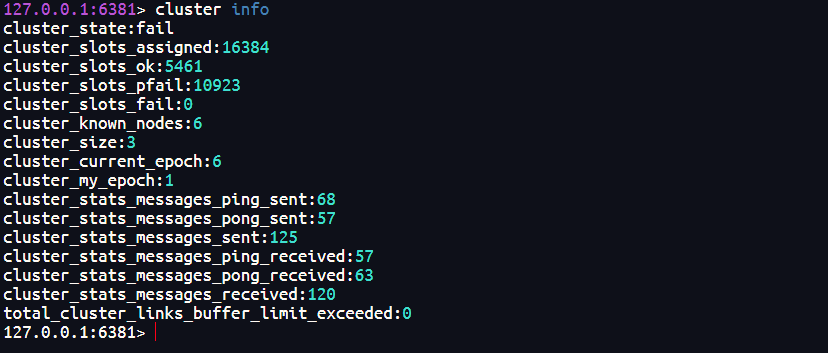 127.0.0.1:6381> cluster info
cluster_state:fail
cluster_slots_assigned:16384
cluster_slots_ok:5461
cluster_slots_pfail:10923
cluster_slots_fail:0
cluster_known_nodes:6
cluster_size:3
cluster_current_epoch:6
cluster_my_epoch:1
cluster_stats_messages_ping_sent:68
cluster_stats_messages_pong_sent:57
cluster_stats_messages_sent:125
cluster_stats_messages_ping_received:57
cluster_stats_messages_pong_received:63
cluster_stats_messages_received:120
total_cluster_links_buffer_limit_exceeded:0
127.0.0.1:6381>